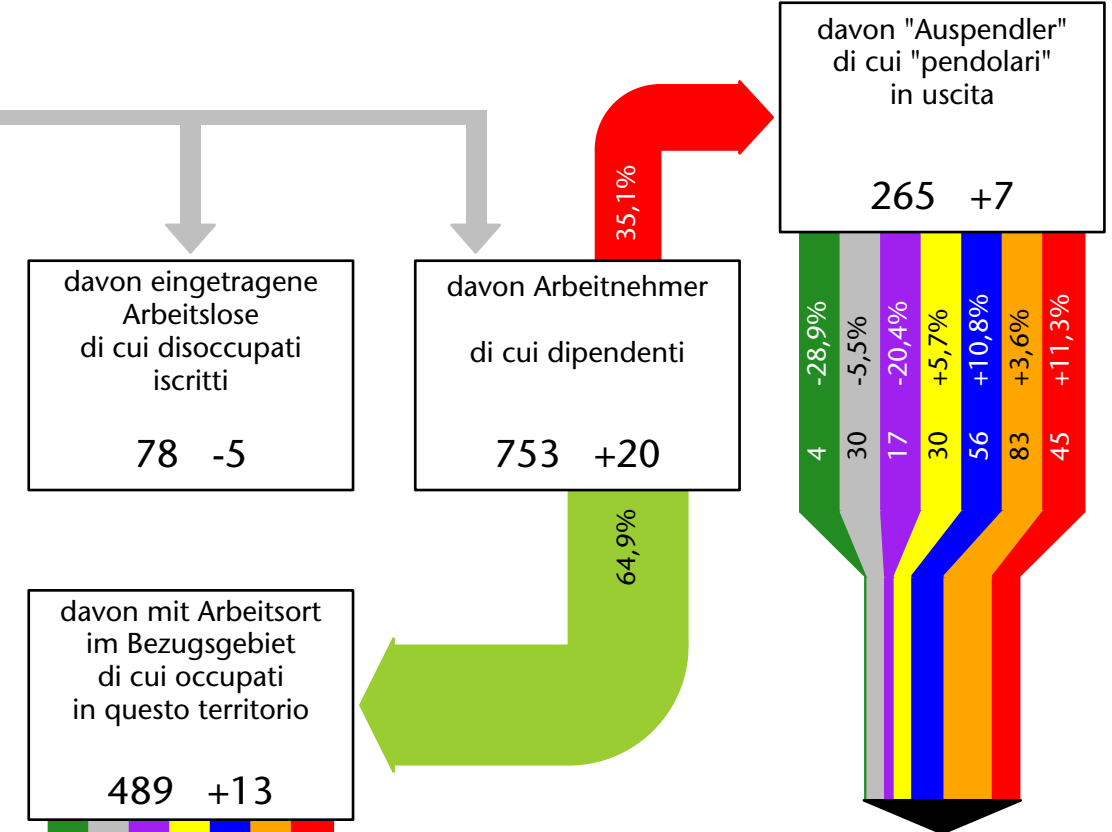 davon "Auspendler"
di cui "pendolari"
in uscita
265 +7
35,1%
davon eingetragene
Arbeitslose
di cui disoccupati
iscritti
78 -5
davon Arbeitnehmer
di cui dipendenti
753 +20
-28,9%
-5,5%
-20,4%
+5,7%
+10,8%
+3,6%
+11,3%
4
30
17
30
56
83
45
64,9%
davon mit Arbeitsort
im Bezugsgebiet
di cui occupati
in questo territorio
489 +13